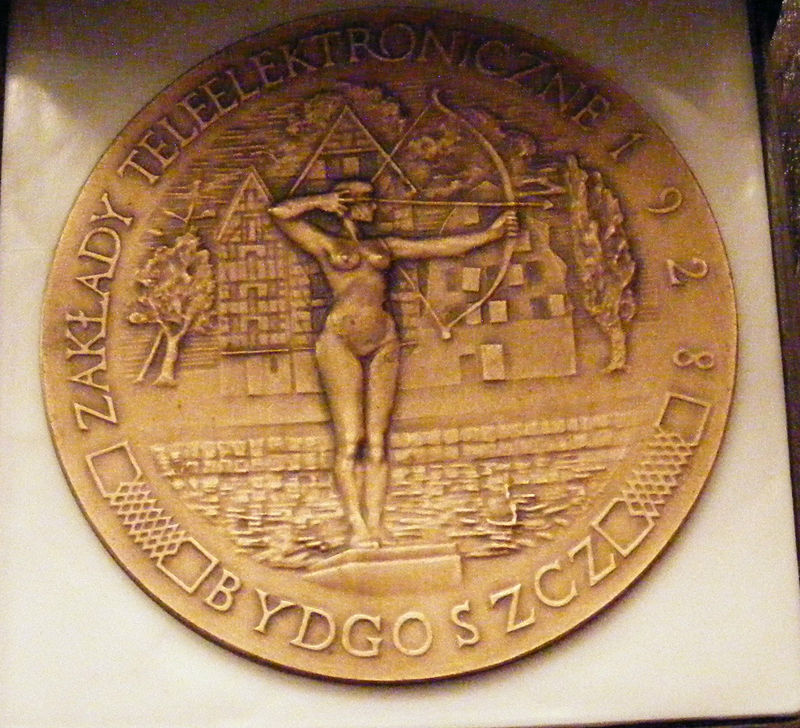 ZAKŁADY TELEELEKTRONICZNE 1928
BYDGOSZCZ